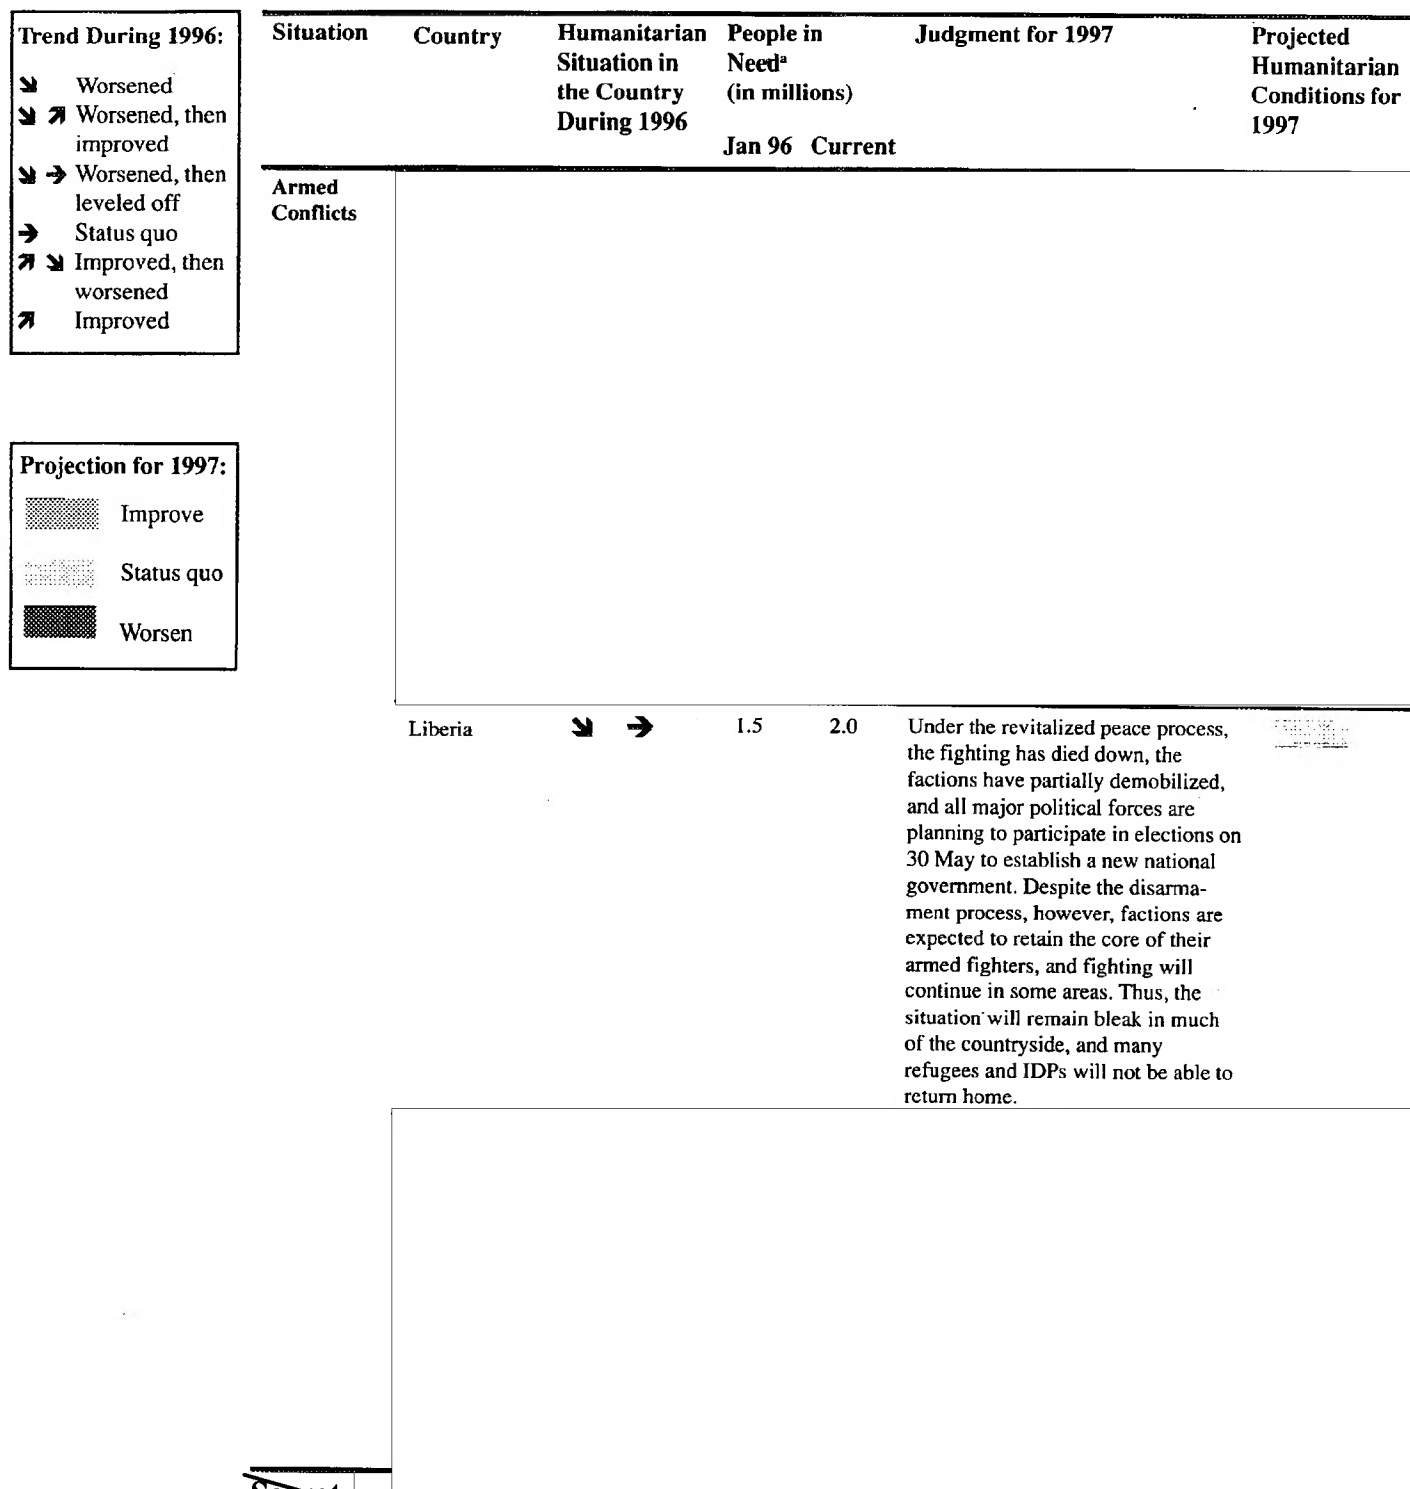 Trend During 1996:
↘ Worsened
↘ ↗ Worsened, then
improved
↘ → Worsened, then
leveled off
→ Status quo
↗ ↘ Improved, then
worsened
↗ Improved
Projection for 1997:
Improve
Status quo
Worsen
Situation
Country
Humanitarian
Situation in
the Country
During 1996
People in
Needᵃ
(in millions)
Jan 96 Current
Judgment for 1997
Projected
Humanitarian
Conditions for
1997
Armed
Conflicts
Liberia
↘ →
1.5
2.0
Under the revitalized peace process,
the fighting has died down, the
factions have partially demobilized,
and all major political forces are
planning to participate in elections on
30 May to establish a new national
government. Despite the disarma-
ment process, however, factions are
expected to retain the core of their
armed fighters, and fighting will
continue in some areas. Thus, the
situation will remain bleak in much
of the countryside, and many
refugees and IDPs will not be able to
return home.